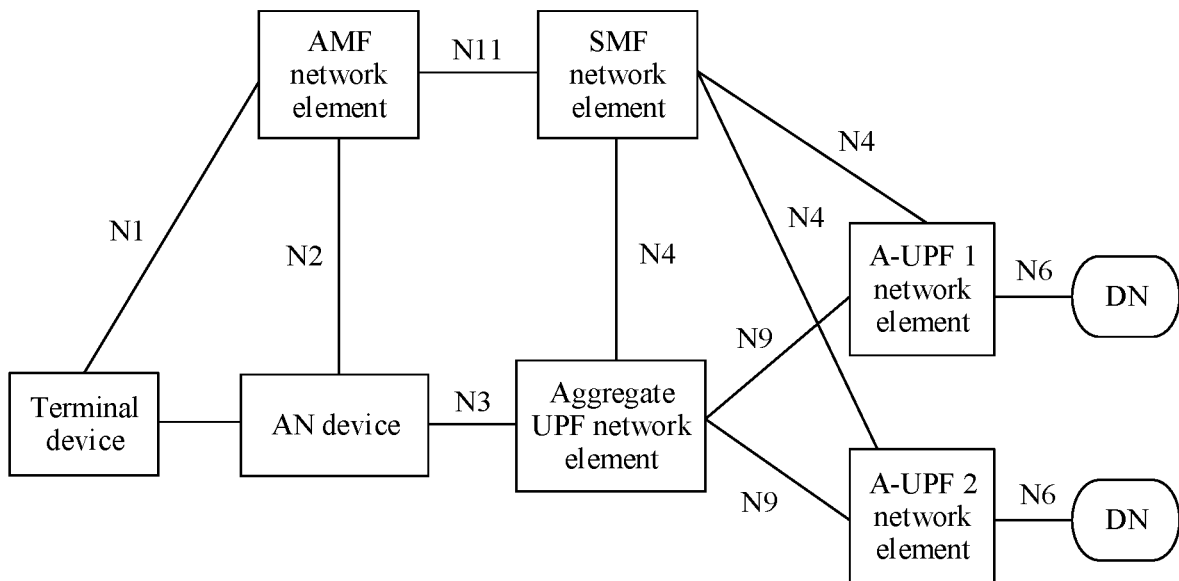 AMF
network
element
N11
SMF
network
element
N4
N1
N2
N4
N4
A-UPF 1
network
element
N6
DN
N9
Terminal
device
AN device
N3
Aggregate
UPF network
element
N9
A-UPF 2
network
element
N6
DN